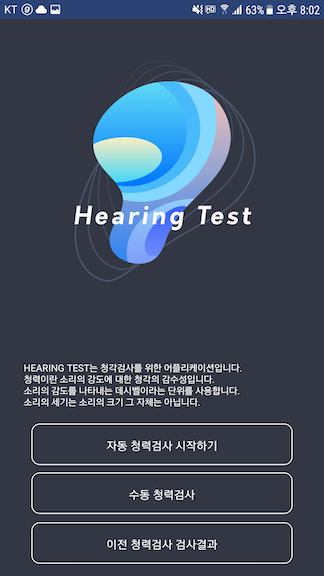 KT 63% 오후 8:02
Hearing Test
HEARING TEST는 청각검사를 위한 어플리케이션입니다.
청력이란 소리의 강도에 대한 청각의 감수성입니다.
소리의 강도를 나타내는 데시벨이라는 단위를 사용합니다.
소리의 세기는 소리의 크기 그 자체는 아닙니다.
자동 청력검사 시작하기
수동 청력검사
이전 청력검사 검사결과